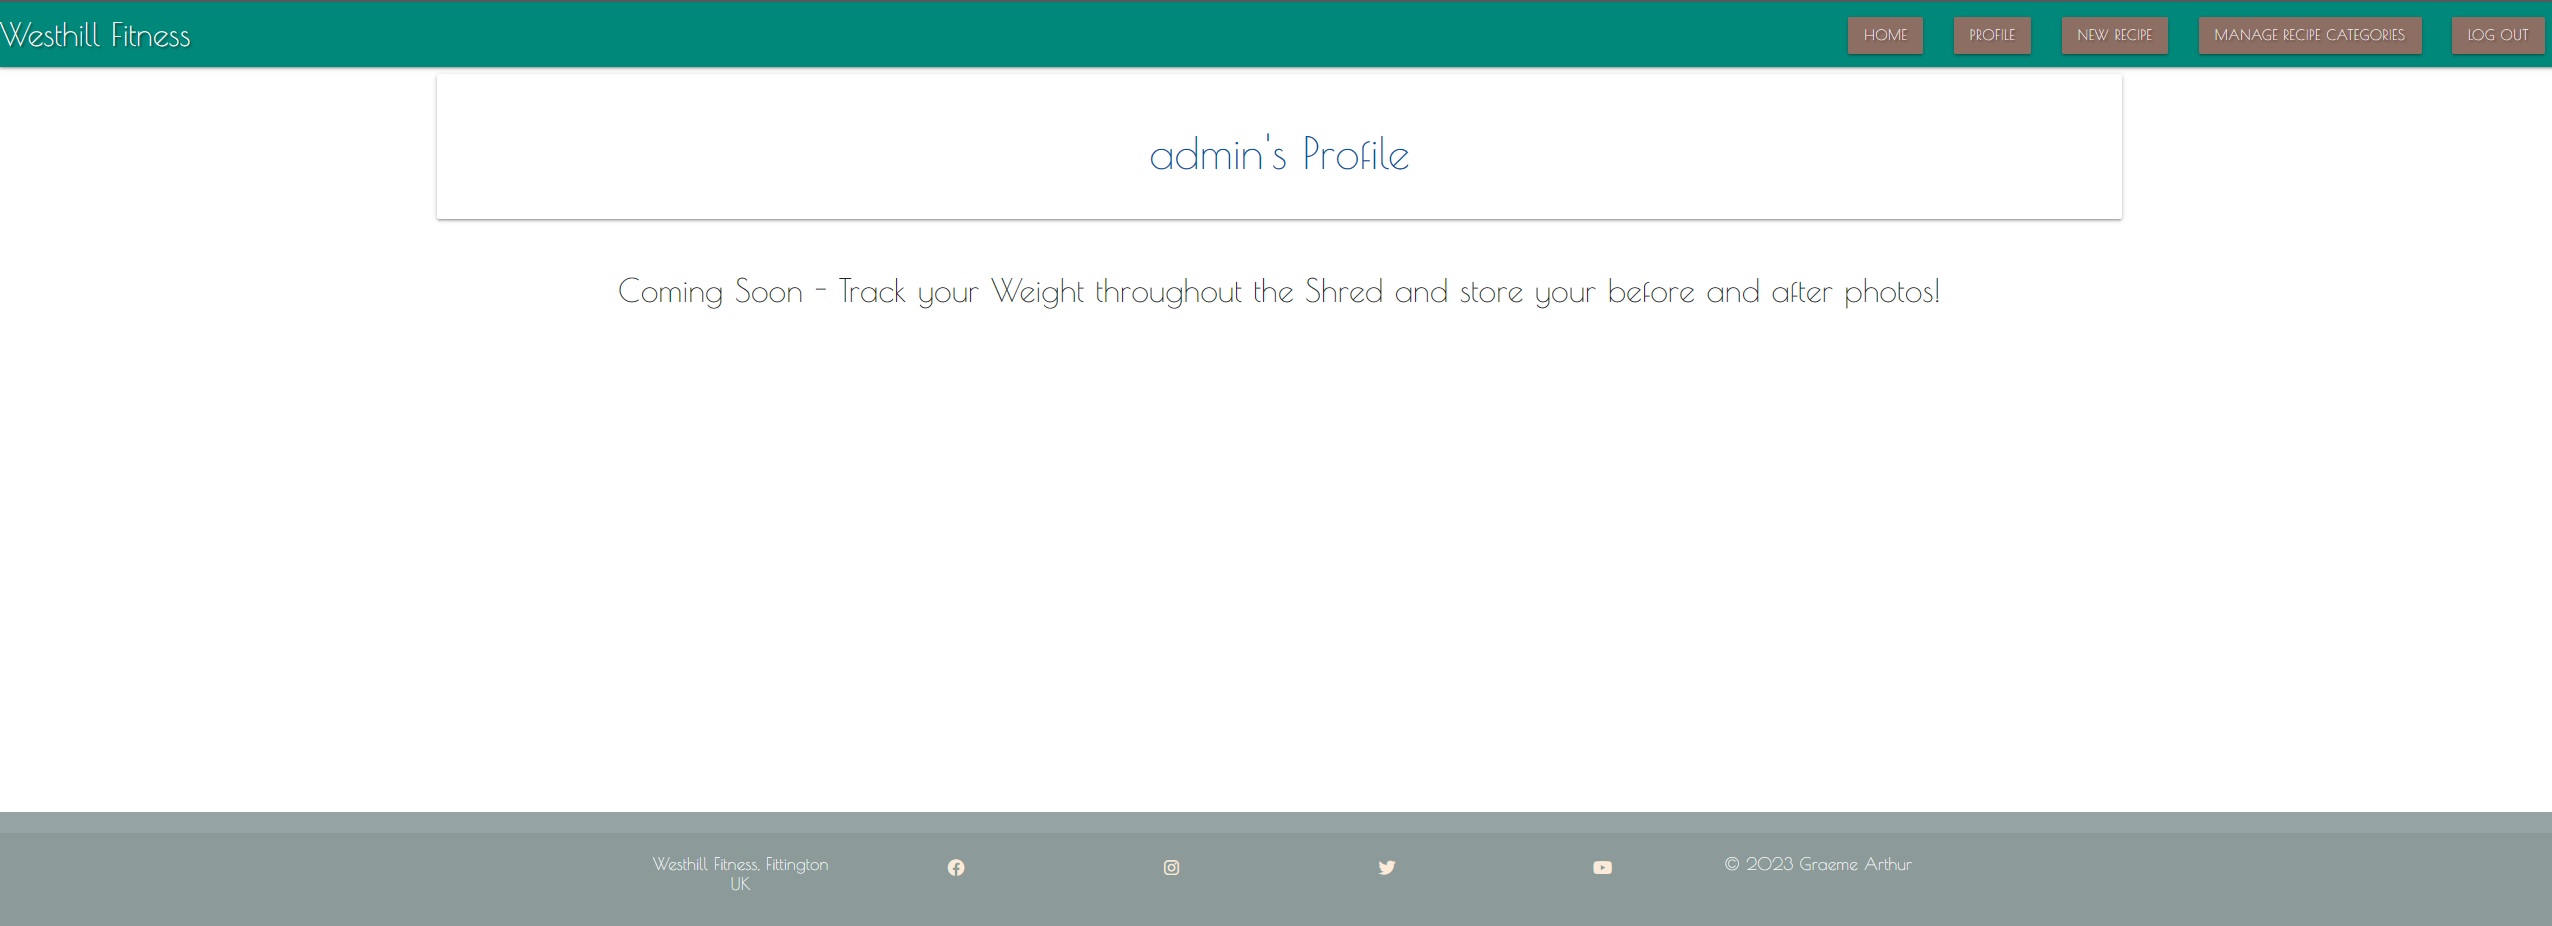 Westhill Fitness
HOME
PROFILE
NEW RECIPE
MANAGE RECIPE CATEGORIES
LOG OUT
admin's Profile
Coming Soon - Track your Weight throughout the Shred and store your before and after photos!
Westhill Fitness, Fittington
UK
© 2023 Graeme Arthur